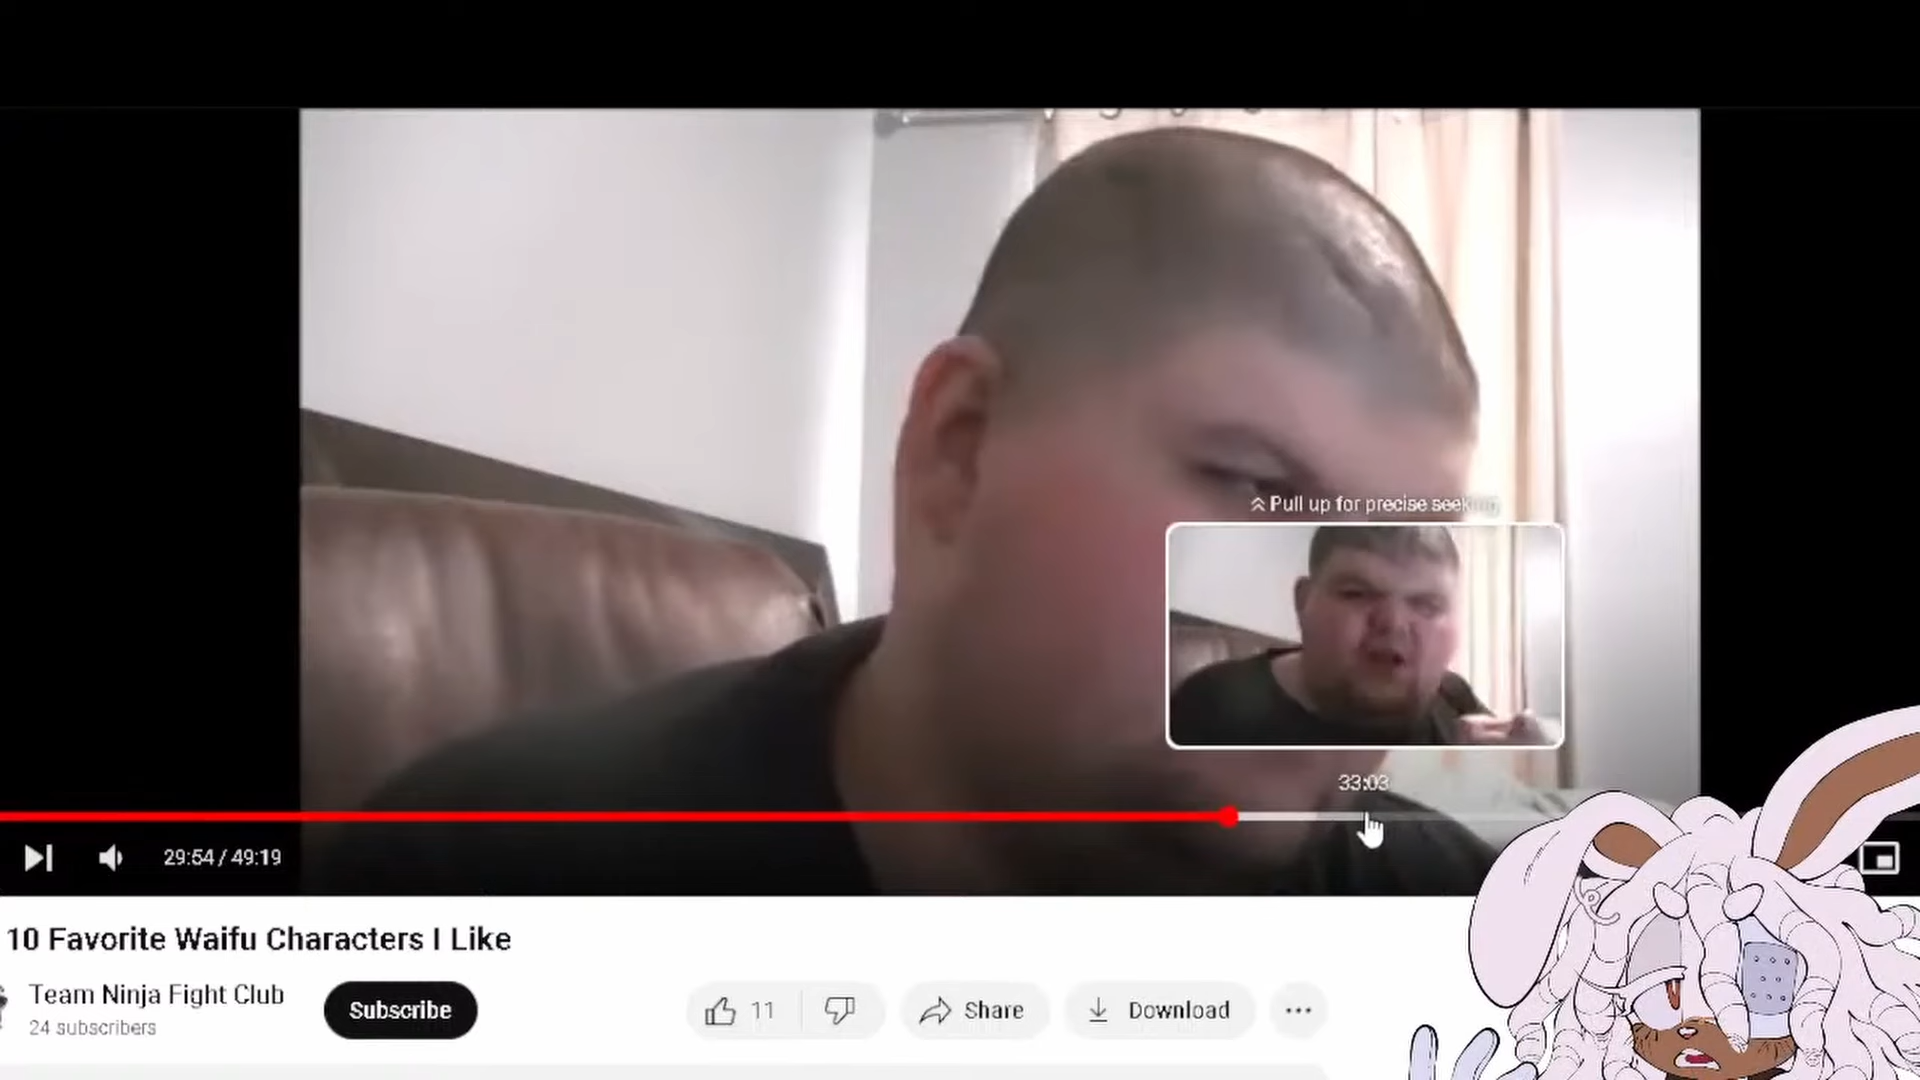 Pull up for precise seeking
33:03
29:54 / 49:19
10 Favorite Waifu Characters I Like
Team Ninja Fight Club
24 subscribers
Subscribe
11
Share
Download